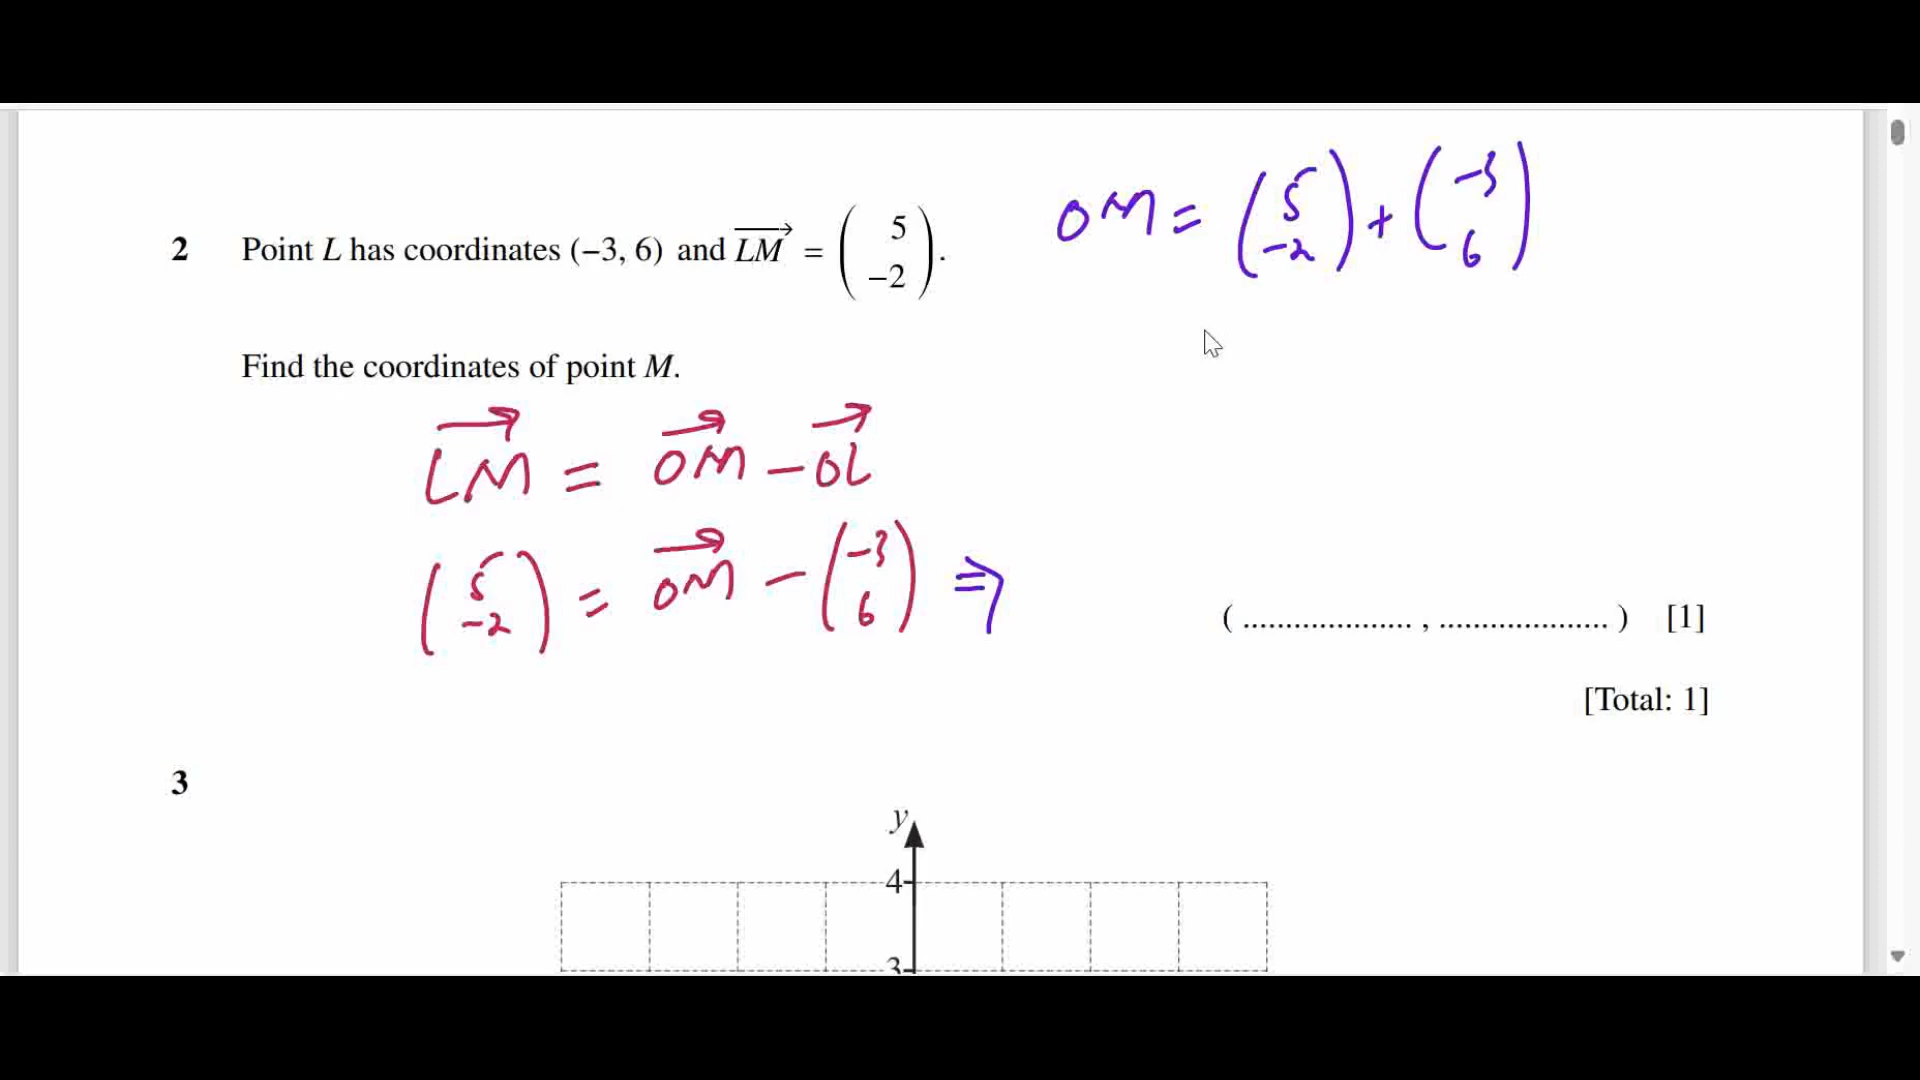 2 Point L has coordinates (−3, 6) and LM→ = ( 5 −2 ).
OM = ( 5 −2 ) + ( −3 6 )
Find the coordinates of point M.
LM→ = OM→ − OL→
( 5 −2 ) = OM→ − ( −3 6 ) ⇒
( .................... , .................... ) [1]
[Total: 1]
3
y
4
3